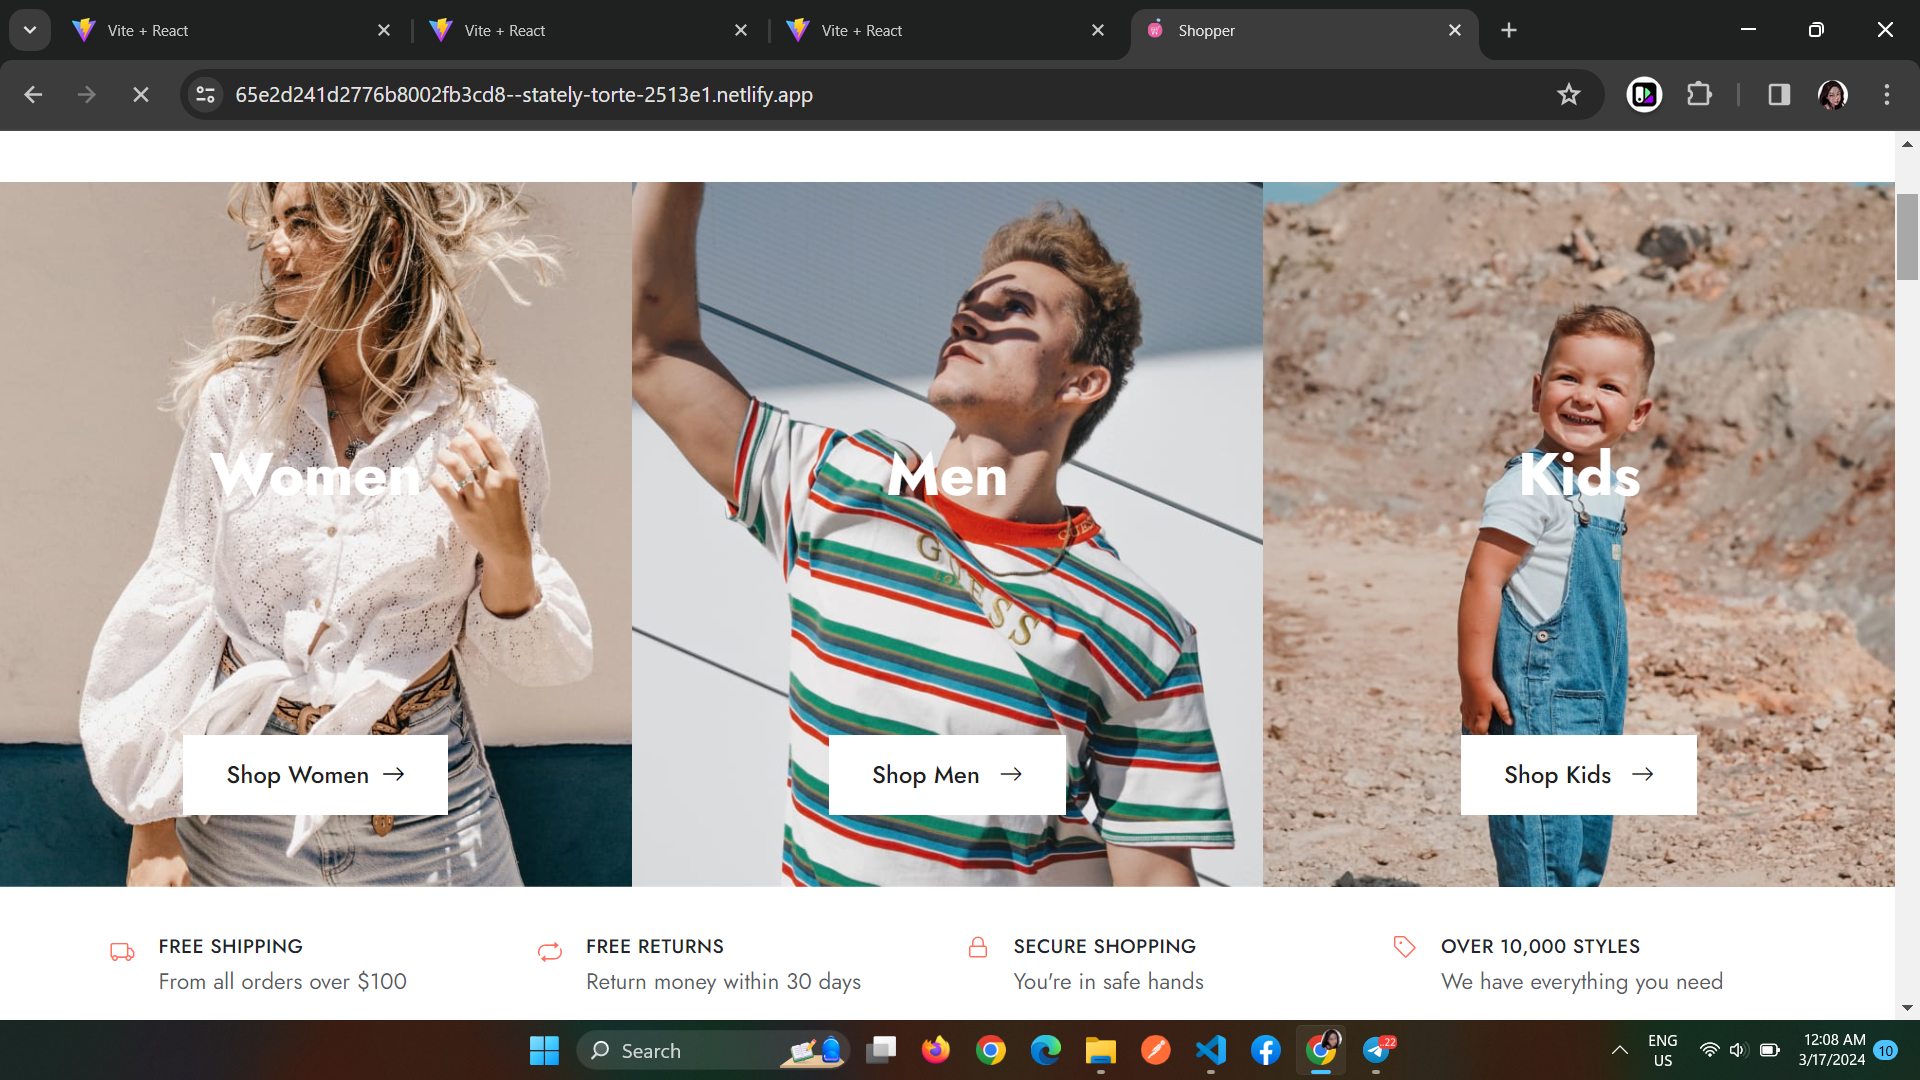 Vite + React
Vite + React
Vite + React
Shopper
65e2d241d2776b8002fb3cd8--stately-torte-2513e1.netlify.app
Women
Men
Kids
GUESS
Shop Women
Shop Men
Shop Kids
FREE SHIPPING
From all orders over $100
FREE RETURNS
Return money within 30 days
SECURE SHOPPING
You're in safe hands
OVER 10,000 STYLES
We have everything you need
Search
..22
ENG
US
12:08 AM
3/17/2024
10